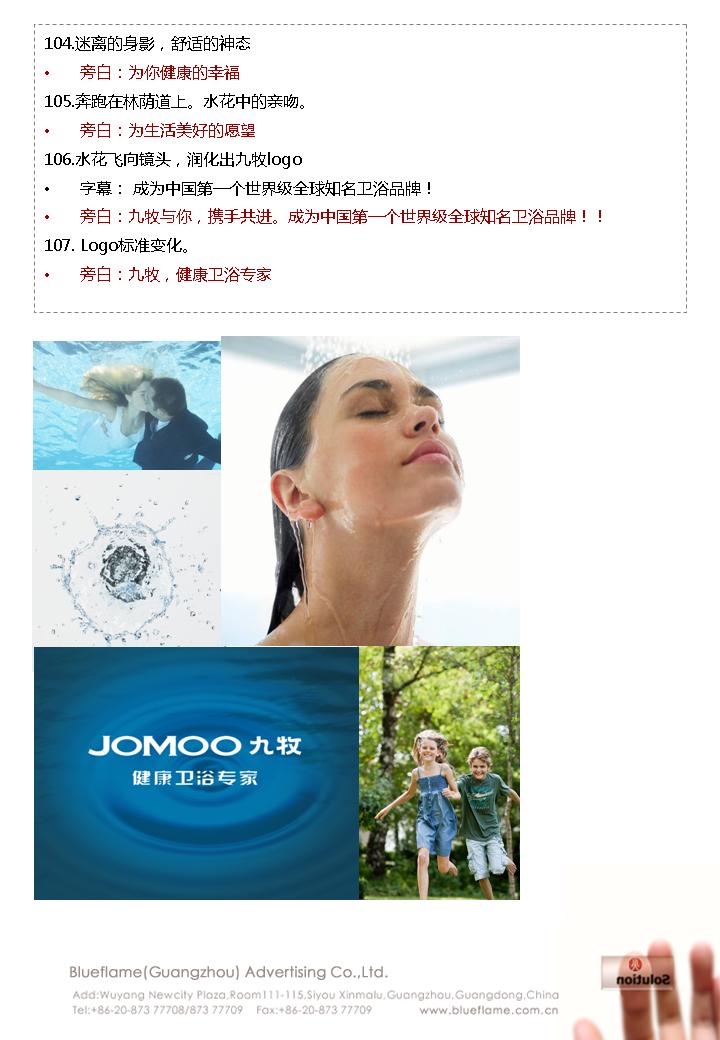 104.迷离的身影，舒适的神态
• 旁白：为你健康的幸福
105.奔跑在林荫道上。水花中的亲吻。
• 旁白：为生活美好的愿望
106.水花飞向镜头，润化出九牧logo
• 字幕： 成为中国第一个世界级全球知名卫浴品牌！
• 旁白：九牧与你，携手共进。成为中国第一个世界级全球知名卫浴品牌！！
107. Logo标准变化。
• 旁白：九牧，健康卫浴专家
JOMOO 九牧
健康卫浴专家
Blueflame(Guangzhou) Advertising Co.,Ltd.
Add:Wuyang Newcity Plaza,Room111-115,Siyou Xinmalu,Guangzhou,Guangdong,China
Tel:+86-20-873 77708/873 77709 Fax:+86-20-873 77709 www.blueflame.com.cn
Solution